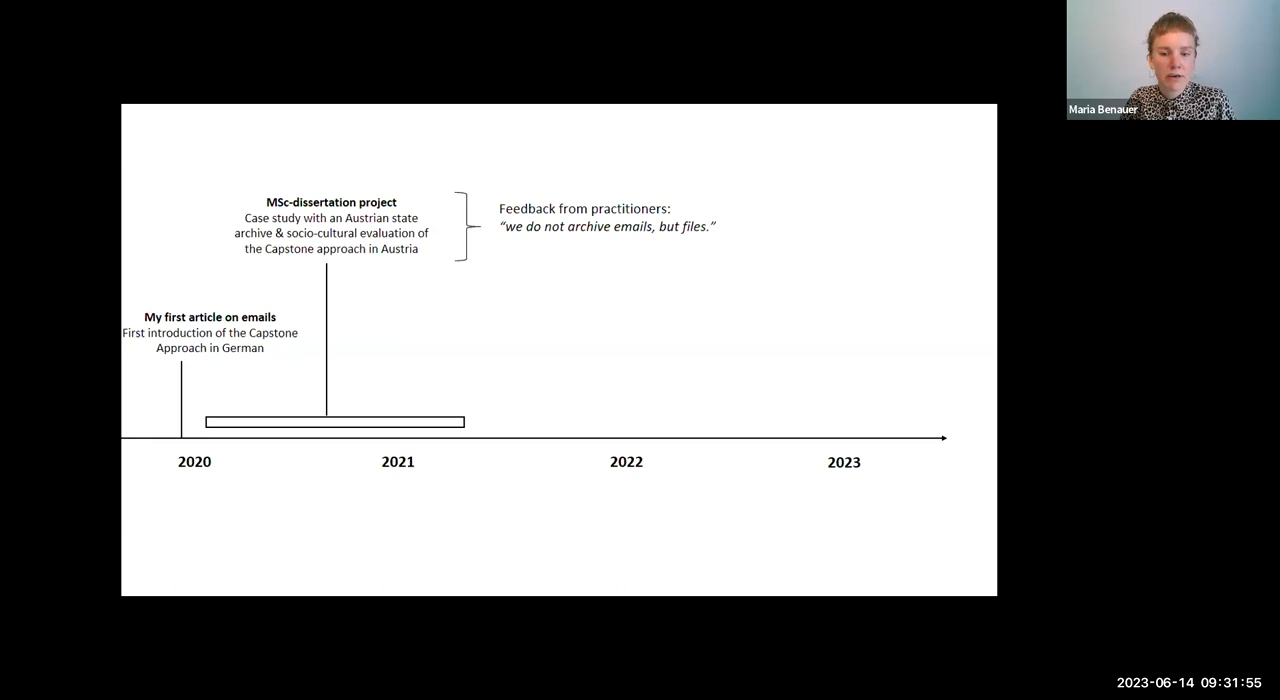 Maria Benauer
MSc-dissertation project
Case study with an Austrian state
archive & socio-cultural evaluation of
the Capstone approach in Austria
Feedback from practitioners:
“we do not archive emails, but files.”
My first article on emails
First introduction of the Capstone
Approach in German
2020
2021
2022
2023
2023-06-14 09:31:55